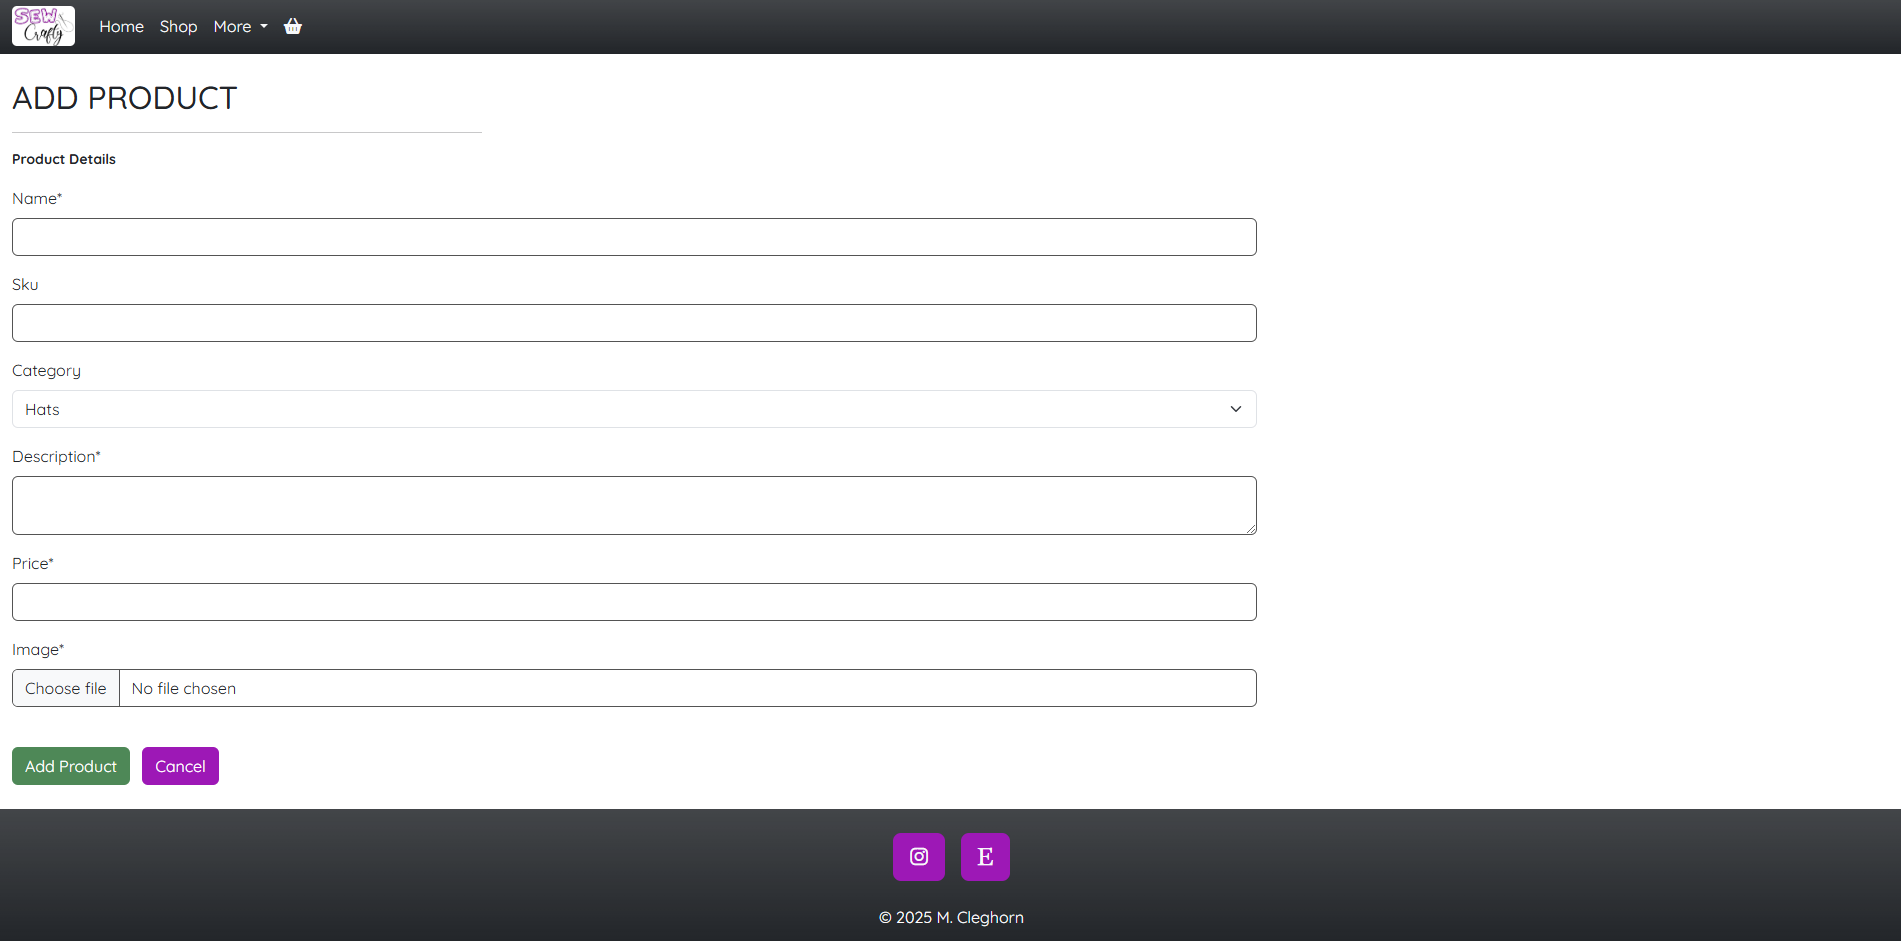 SEW
Crafty
Home Shop More
ADD PRODUCT
Product Details
Name*
Sku
Category
Hats
Description*
Price*
Image*
Choose file No file chosen
Add Product Cancel
E
© 2025 M. Cleghorn